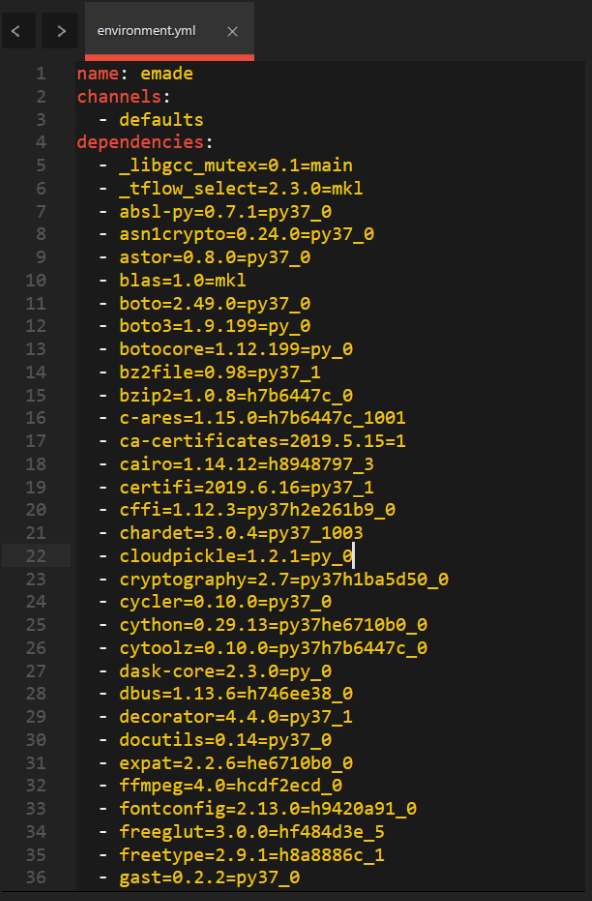 environment.yml
1 name: emade
2 channels:
3 - defaults
4 dependencies:
5 - _libgcc_mutex=0.1=main
6 - _tflow_select=2.3.0=mkl
7 - absl-py=0.7.1=py37_0
8 - asn1crypto=0.24.0=py37_0
9 - astor=0.8.0=py37_0
10 - blas=1.0=mkl
11 - boto=2.49.0=py37_0
12 - boto3=1.9.199=py_0
13 - botocore=1.12.199=py_0
14 - bz2file=0.98=py37_1
15 - bzip2=1.0.8=h7b6447c_0
16 - c-ares=1.15.0=h7b6447c_1001
17 - ca-certificates=2019.5.15=1
18 - cairo=1.14.12=h8948797_3
19 - certifi=2019.6.16=py37_1
20 - cffi=1.12.3=py37h2e261b9_0
21 - chardet=3.0.4=py37_1003
22 - cloudpickle=1.2.1=py_0
23 - cryptography=2.7=py37h1ba5d50_0
24 - cycler=0.10.0=py37_0
25 - cython=0.29.13=py37he6710b0_0
26 - cytoolz=0.10.0=py37h7b6447c_0
27 - dask-core=2.3.0=py_0
28 - dbus=1.13.6=h746ee38_0
29 - decorator=4.4.0=py37_1
30 - docutils=0.14=py37_0
31 - expat=2.2.6=he6710b0_0
32 - ffmpeg=4.0=hcdf2ecd_0
33 - fontconfig=2.13.0=h9420a91_0
34 - freeglut=3.0.0=hf484d3e_5
35 - freetype=2.9.1=h8a8886c_1
36 - gast=0.2.2=py37_0